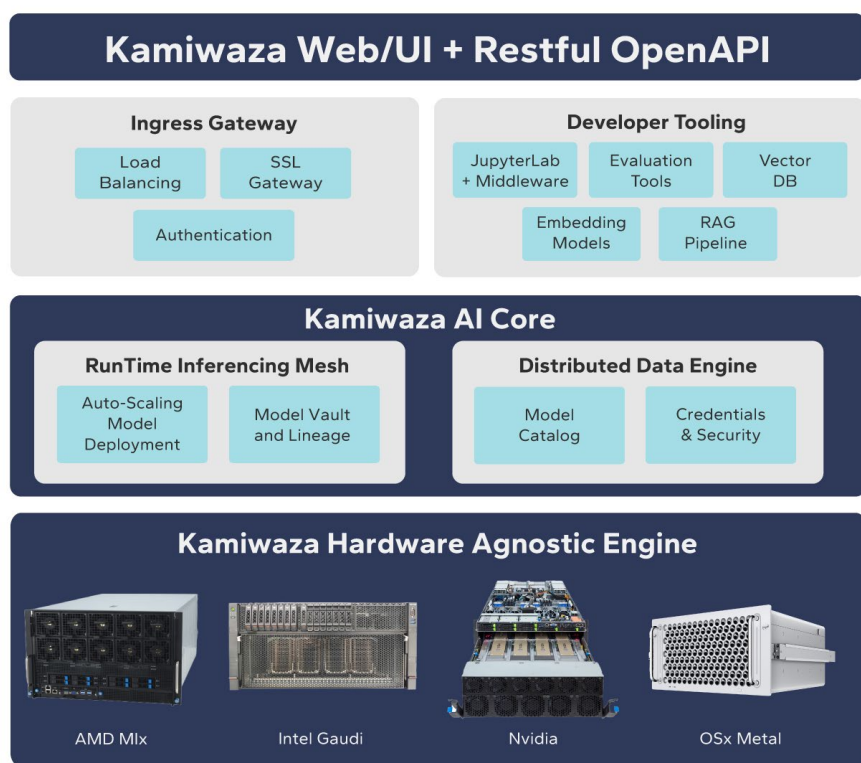 Kamiwaza Web/UI + Restful OpenAPI
Ingress Gateway
Load
Balancing
SSL
Gateway
Authentication
Developer Tooling
JupyterLab
+ Middleware
Evaluation
Tools
Vector
DB
Embedding
Models
RAG
Pipeline
Kamiwaza AI Core
RunTime Inferencing Mesh
Auto-Scaling
Model
Deployment
Model Vault
and Lineage
Distributed Data Engine
Model
Catalog
Credentials
& Security
Kamiwaza Hardware Agnostic Engine
AMD MIx
Intel Gaudi
Nvidia
OSx Metal